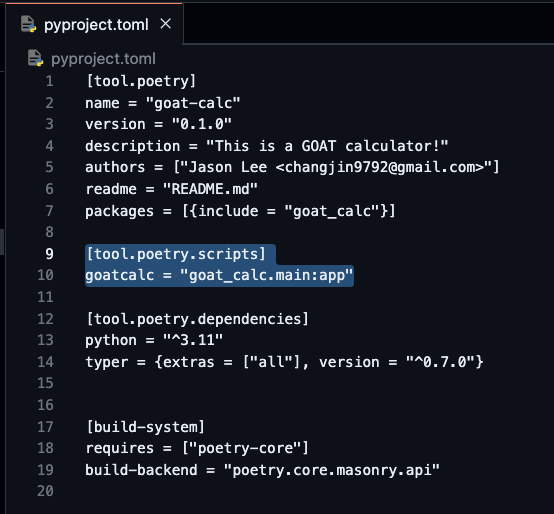 pyproject.toml ×
pyproject.toml
1 [tool.poetry]
2 name = "goat-calc"
3 version = "0.1.0"
4 description = "This is a GOAT calculator!"
5 authors = ["Jason Lee <changjin9792@gmail.com>"]
6 readme = "README.md"
7 packages = [{include = "goat_calc"}]
8
9 [tool.poetry.scripts]
10 goatcalc = "goat_calc.main:app"
11
12 [tool.poetry.dependencies]
13 python = "^3.11"
14 typer = {extras = ["all"], version = "^0.7.0"}
15
16
17 [build-system]
18 requires = ["poetry-core"]
19 build-backend = "poetry.core.masonry.api"
20